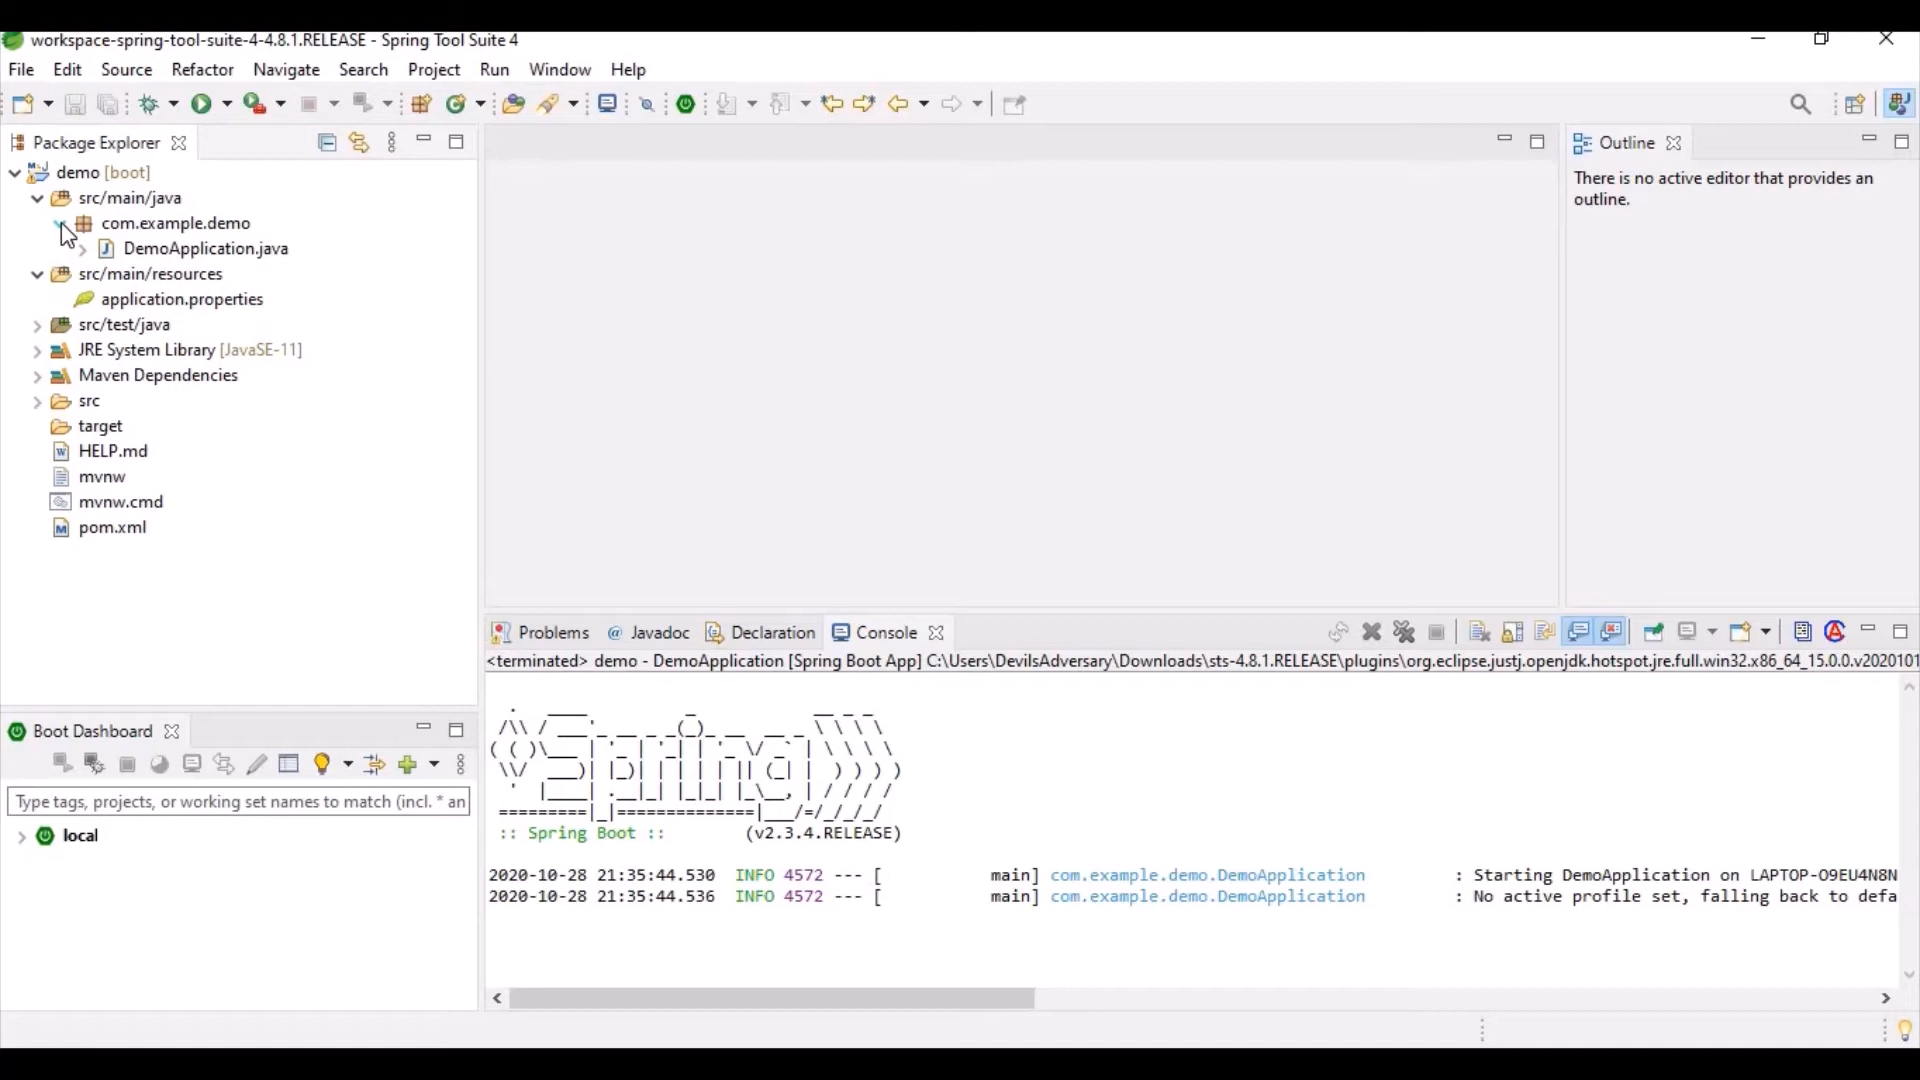 workspace-spring-tool-suite-4-4.8.1.RELEASE - Spring Tool Suite 4
File Edit Source Refactor Navigate Search Project Run Window Help
Package Explorer
demo [boot]
src/main/java
com.example.demo
DemoApplication.java
src/main/resources
application.properties
src/test/java
JRE System Library [JavaSE-11]
Maven Dependencies
src
target
HELP.md
mvnw
mvnw.cmd
pom.xml
Outline
There is no active editor that provides an
outline.
Boot Dashboard
Type tags, projects, or working set names to match (incl. * an
local
Problems @ Javadoc Declaration Console
<terminated> demo - DemoApplication [Spring Boot App] C:\Users\DevilsAdversary\Downloads\sts-4.8.1.RELEASE\plugins\org.eclipse.justj.openjdk.hotspot.jre.full.win32.x86_64_15.0.0.v2020101
Spring
:: Spring Boot :: (v2.3.4.RELEASE)
2020-10-28 21:35:44.530 INFO 4572 --- [ main] com.example.demo.DemoApplication : Starting DemoApplication on LAPTOP-O9EU4N8N
2020-10-28 21:35:44.536 INFO 4572 --- [ main] com.example.demo.DemoApplication : No active profile set, falling back to defa